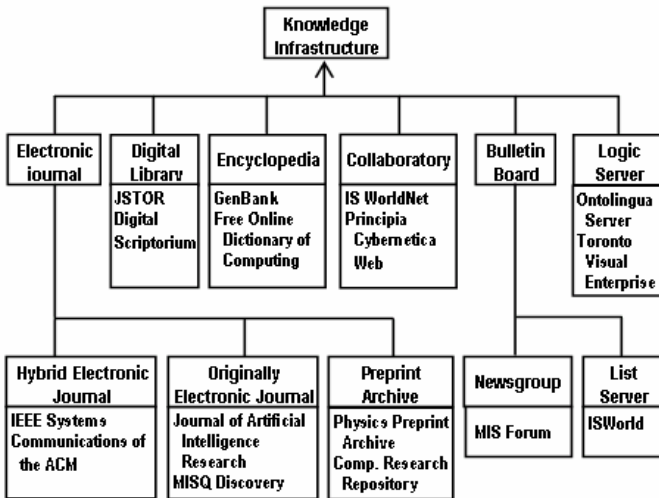 Knowledge
Infrastructure
Electronic
journal
Digital
Library
JSTOR
Digital
Scriptorium
Encyclopedia
GenBank
Free Online
Dictionary of
Computing
Collaboratory
IS WorldNet
Principia
Cybernetica
Web
Bulletin
Board
Logic
Server
Ontolingua
Server
Toronto
Visual
Enterprise
Hybrid Electronic
Journal
IEEE Systems
Communications of
the ACM
Originally
Electronic Journal
Journal of Artificial
Intelligence
Research
MISQ Discovery
Preprint
Archive
Physics Preprint
Archive
Comp. Research
Repository
Newsgroup
MIS Forum
List
Server
ISWorld